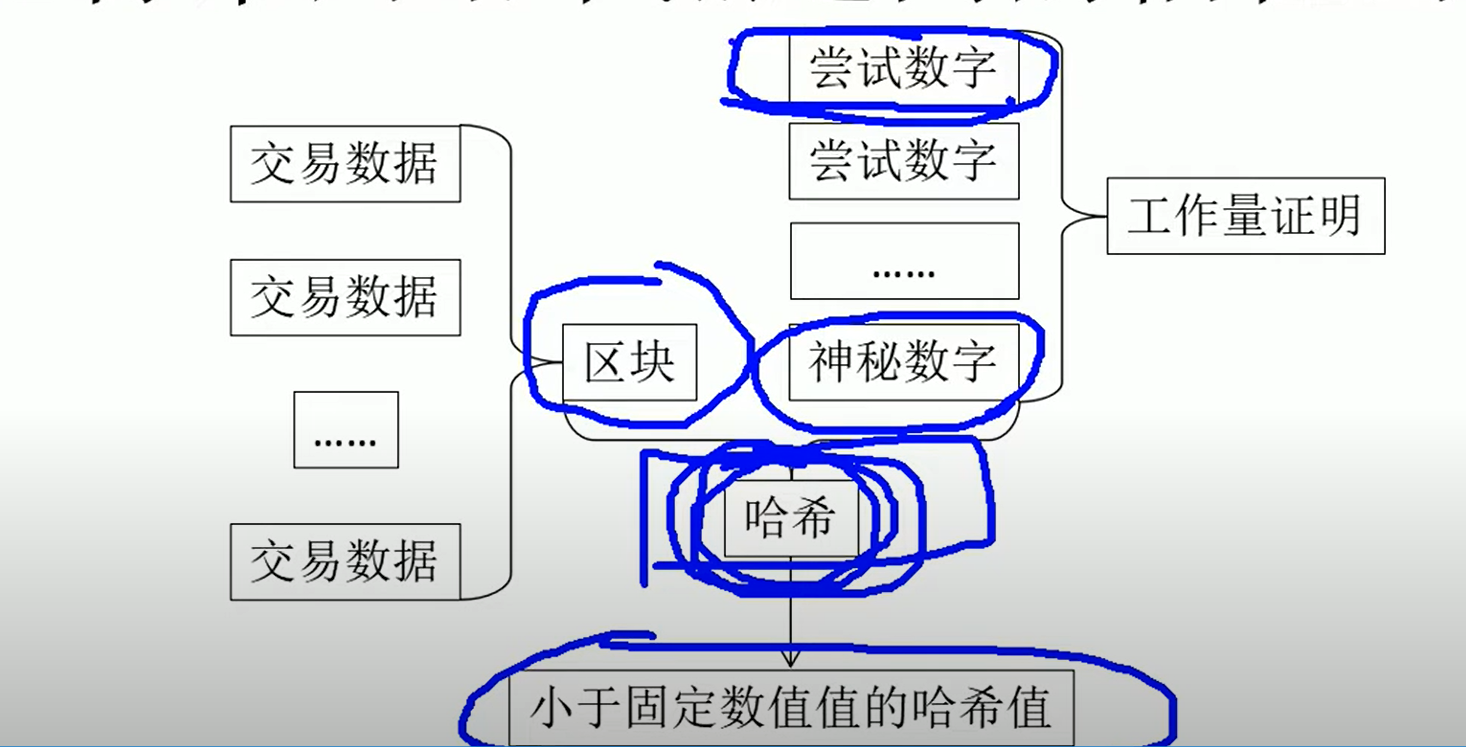 尝试数字
交易数据
尝试数字
工作量证明
交易数据
……
区块
神秘数字
……
哈希
交易数据
小于固定数值值的哈希值